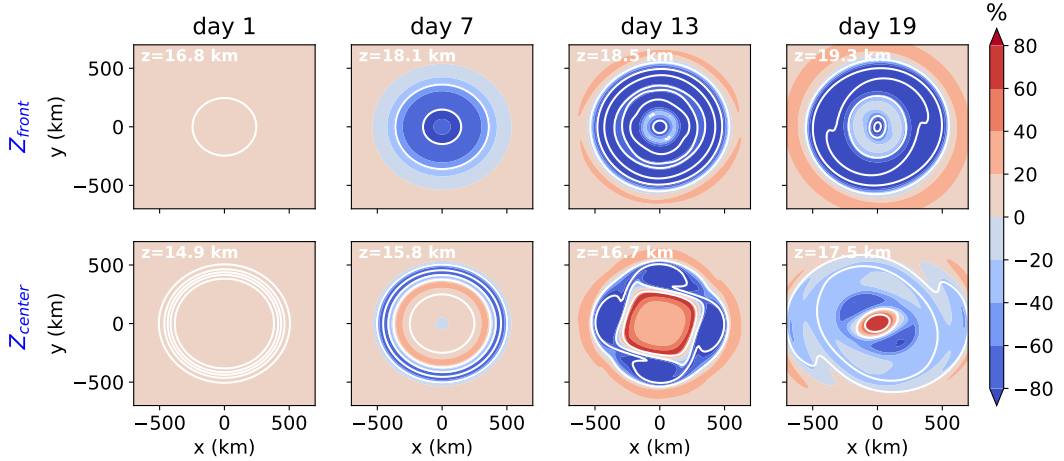 day 1 day 7 day 13 day 19 %
z=16.8 km z=18.1 km z=18.5 km z=19.3 km
Z_front
y (km)
500
0
−500
z=14.9 km z=15.8 km z=16.7 km z=17.5 km
Z_center
y (km)
500
0
−500
−500 0 500 −500 0 500 −500 0 500 −500 0 500
x (km) x (km) x (km) x (km)
80
60
40
20
0
−20
−40
−60
−80